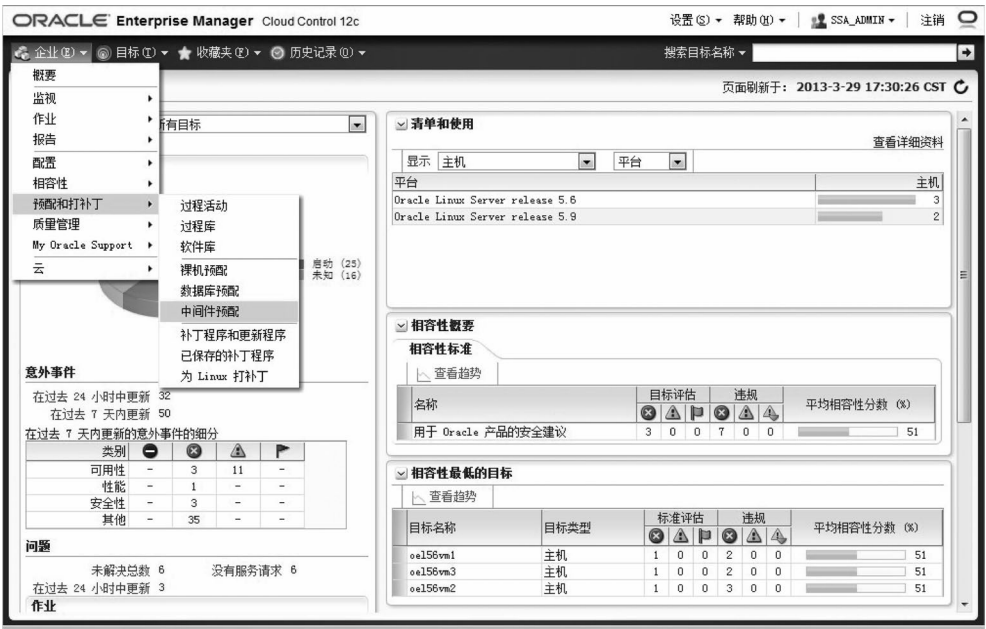 ORACLE Enterprise Manager Cloud Control 12c
设置(S) 帮助(H) SSA_ADMIN 注销
企业(E) 目标(T) 收藏夹(F) 历史记录(O) 搜索目标名称
页面刷新于: 2013-3-29 17:30:26 CST
概要
监视
作业
报告
配置
相容性
预配和打补丁
质量管理
My Oracle Support
云
过程活动
过程库
软件库
裸机预配
数据库预配
中间件预配
补丁程序和更新程序
已保存的补丁程序
为 Linux 打补丁
所有目标
启动 (25)
未知 (16)
意外事件
在过去 24 小时中更新 32
在过去 7 天内更新 50
在过去 7 天内更新的意外事件的细分
类别
可用性 - 3 11 -
性能 - 1 - -
安全性 - 3 - -
其他 - 35 - -
问题
未解决总数 6 没有服务请求 6
在过去 24 小时中更新 3
作业
清单和使用
查看详细资料
显示 主机 平台
平台 主机
Oracle Linux Server release 5.6 3
Oracle Linux Server release 5.9 2
相容性概要
相容性标准
查看趋势
名称 目标评估 违规 平均相容性分数 (%)
用于 Oracle 产品的安全建议 3 0 0 7 0 0 51
相容性最低的目标
查看趋势
目标名称 目标类型 标准评估 违规 平均相容性分数 (%)
oel56vm1 主机 1 0 0 2 0 0 51
oel56vm3 主机 1 0 0 2 0 0 51
oel56vm2 主机 1 0 0 3 0 0 51